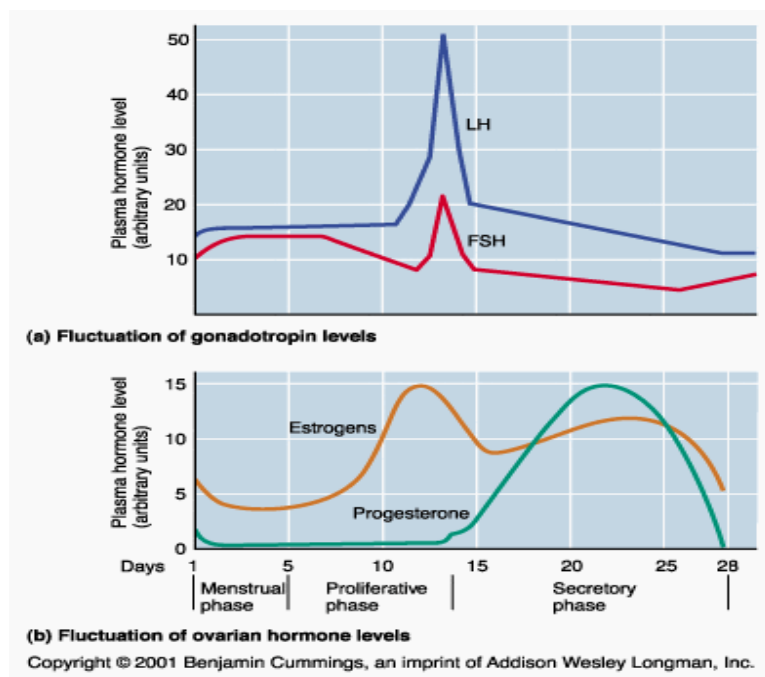 50
40
30
20
10
Plasma hormone level
(arbitrary units)
LH
FSH
(a) Fluctuation of gonadotropin levels
15
10
5
0
Plasma hormone level
(arbitrary units)
Estrogens
Progesterone
Days 1 5 10 15 20 25 28
Menstrual phase
Proliferative phase
Secretory phase
(b) Fluctuation of ovarian hormone levels
Copyright © 2001 Benjamin Cummings, an imprint of Addison Wesley Longman, Inc.